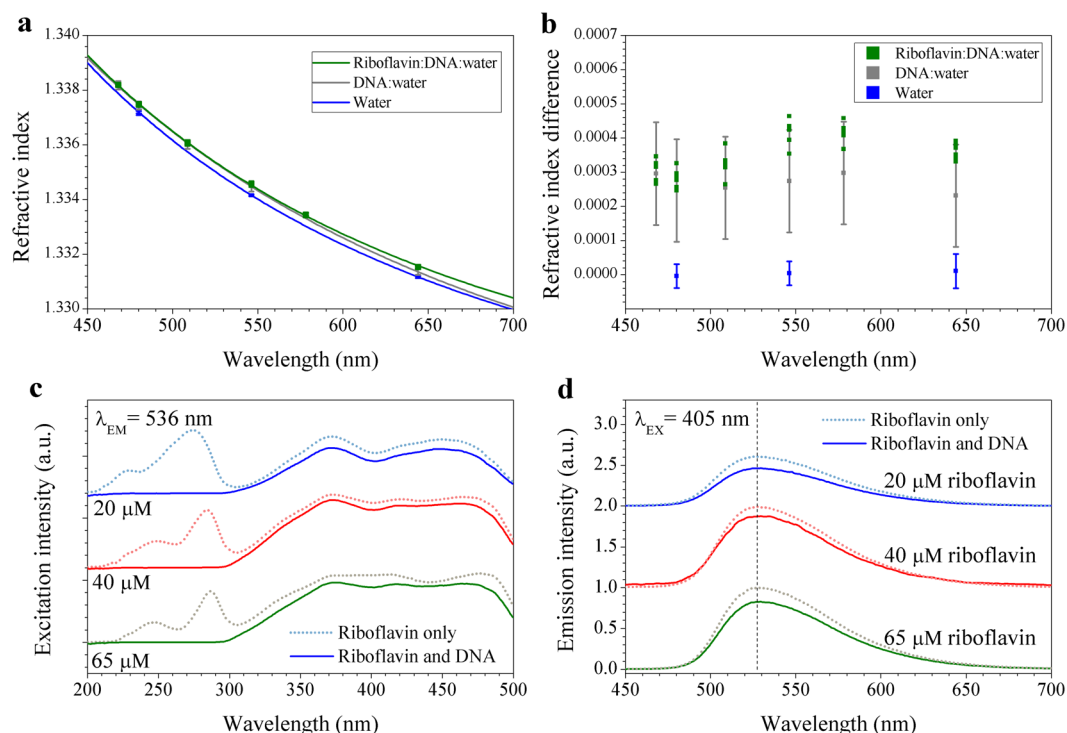 a
Refractive index
1.340
1.338
1.336
1.334
1.332
1.330
Riboflavin:DNA:water
DNA:water
Water
450 500 550 600 650 700
Wavelength (nm)
b
Refractive index difference
0.0007
0.0006
0.0005
0.0004
0.0003
0.0002
0.0001
0.0000
Riboflavin:DNA:water
DNA:water
Water
450 500 550 600 650 700
Wavelength (nm)
c
Excitation intensity (a.u.)
λEM= 536 nm
20 μM
40 μM
65 μM
Riboflavin only
Riboflavin and DNA
200 250 300 350 400 450 500
Wavelength (nm)
d
Emission intensity (a.u.)
3.0
2.5
2.0
1.5
1.0
0.5
0.0
λEX= 405 nm
Riboflavin only
Riboflavin and DNA
20 μM riboflavin
40 μM riboflavin
65 μM riboflavin
450 500 550 600 650 700
Wavelength (nm)